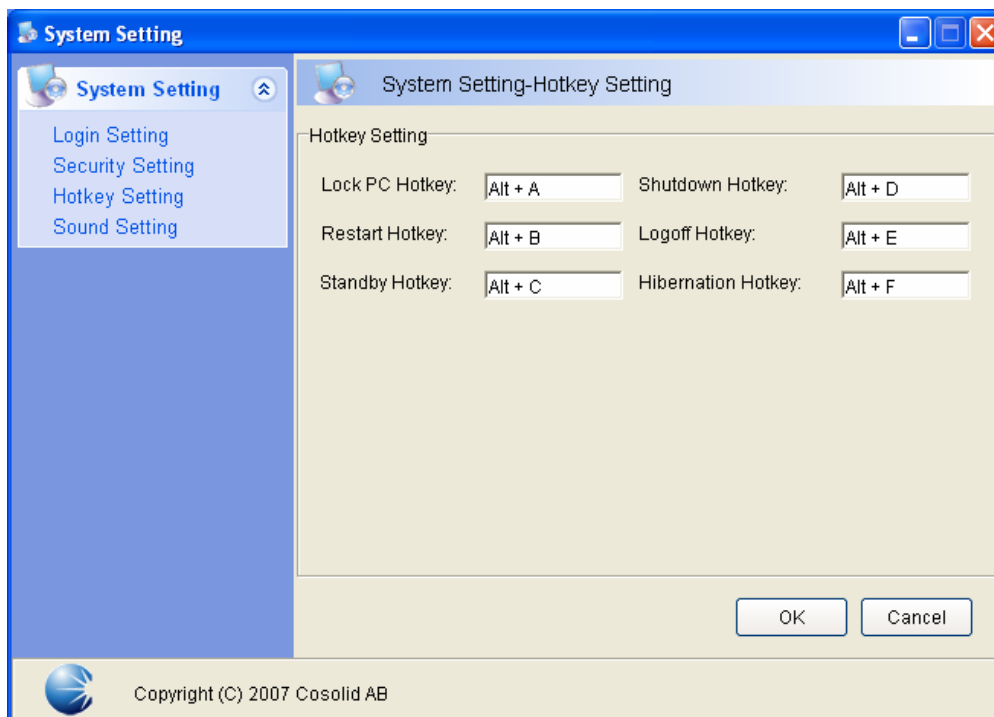 System Setting
System Setting
Login Setting
Security Setting
Hotkey Setting
Sound Setting
System Setting-Hotkey Setting
Hotkey Setting
Lock PC Hotkey: Alt + A Shutdown Hotkey: Alt + D
Restart Hotkey: Alt + B Logoff Hotkey: Alt + E
Standby Hotkey: Alt + C Hibernation Hotkey: Alt + F
OK Cancel
Copyright (C) 2007 Cosolid AB